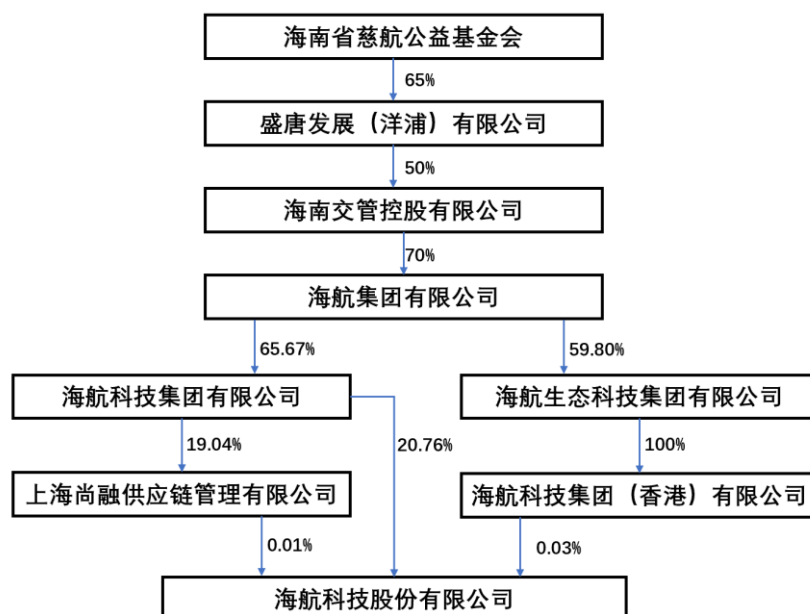 海南省慈航公益基金会
65%
盛唐发展（洋浦）有限公司
50%
海南交管控股有限公司
70%
海航集团有限公司
65.67%
59.80%
海航科技集团有限公司
海航生态科技集团有限公司
19.04%
20.76%
100%
上海尚融供应链管理有限公司
海航科技集团（香港）有限公司
0.01%
0.03%
海航科技股份有限公司